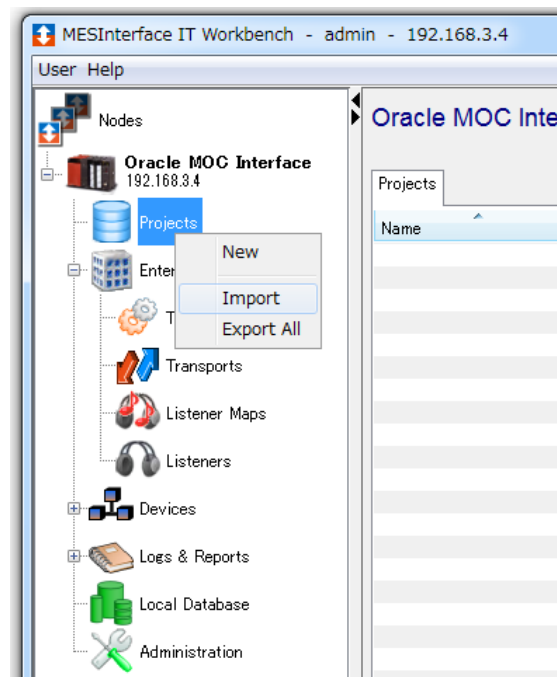 MESInterface IT Workbench - admin - 192.168.3.4
User Help
Nodes
Oracle MOC Interface
192.168.3.4
Projects
Enter
T
Transports
Listener Maps
Listeners
Devices
Logs & Reports
Local Database
Administration
New
Import
Export All
Oracle MOC Inte
Projects
Name